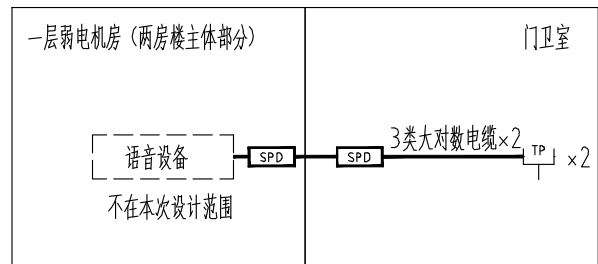 一层弱电机房（两房楼主体部分）
门卫室
语音设备
SPD
SPD
3类大对数电缆×2
TP
×2
不在本次设计范围